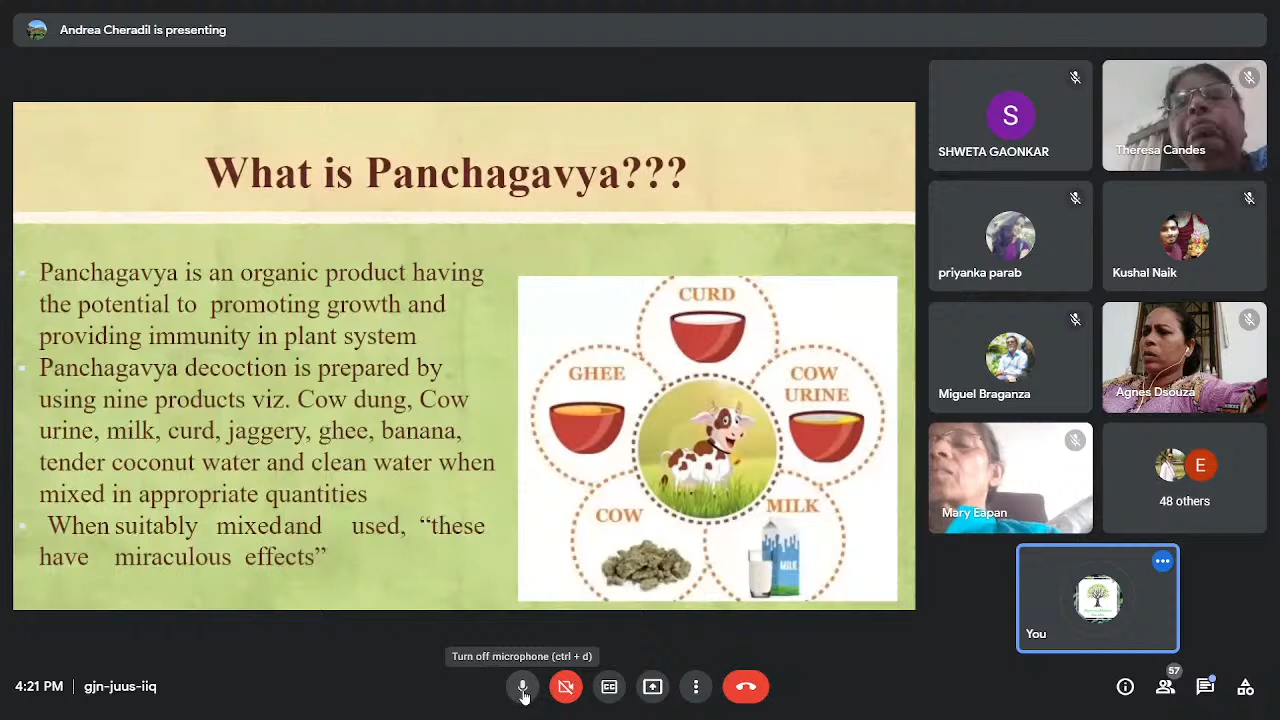 Andrea Cheradil is presenting
What is Panchagavya???
Panchagavya is an organic product having
the potential to promoting growth and
providing immunity in plant system
Panchagavya decoction is prepared by
using nine products viz. Cow dung, Cow
urine, milk, curd, jaggery, ghee, banana,
tender coconut water and clean water when
mixed in appropriate quantities
When suitably mixed and used, “these
have miraculous effects”
CURD
GHEE
COW
URINE
COW
MILK
MILK
S
SHWETA GAONKAR
Theresa Candes
priyanka parab
Kushal Naik
Miguel Braganza
Agnes Dsouza
Mary Eapan
E
48 others
You
Turn off microphone (ctrl + d)
4:21 PM | gjn-juus-iiq
57